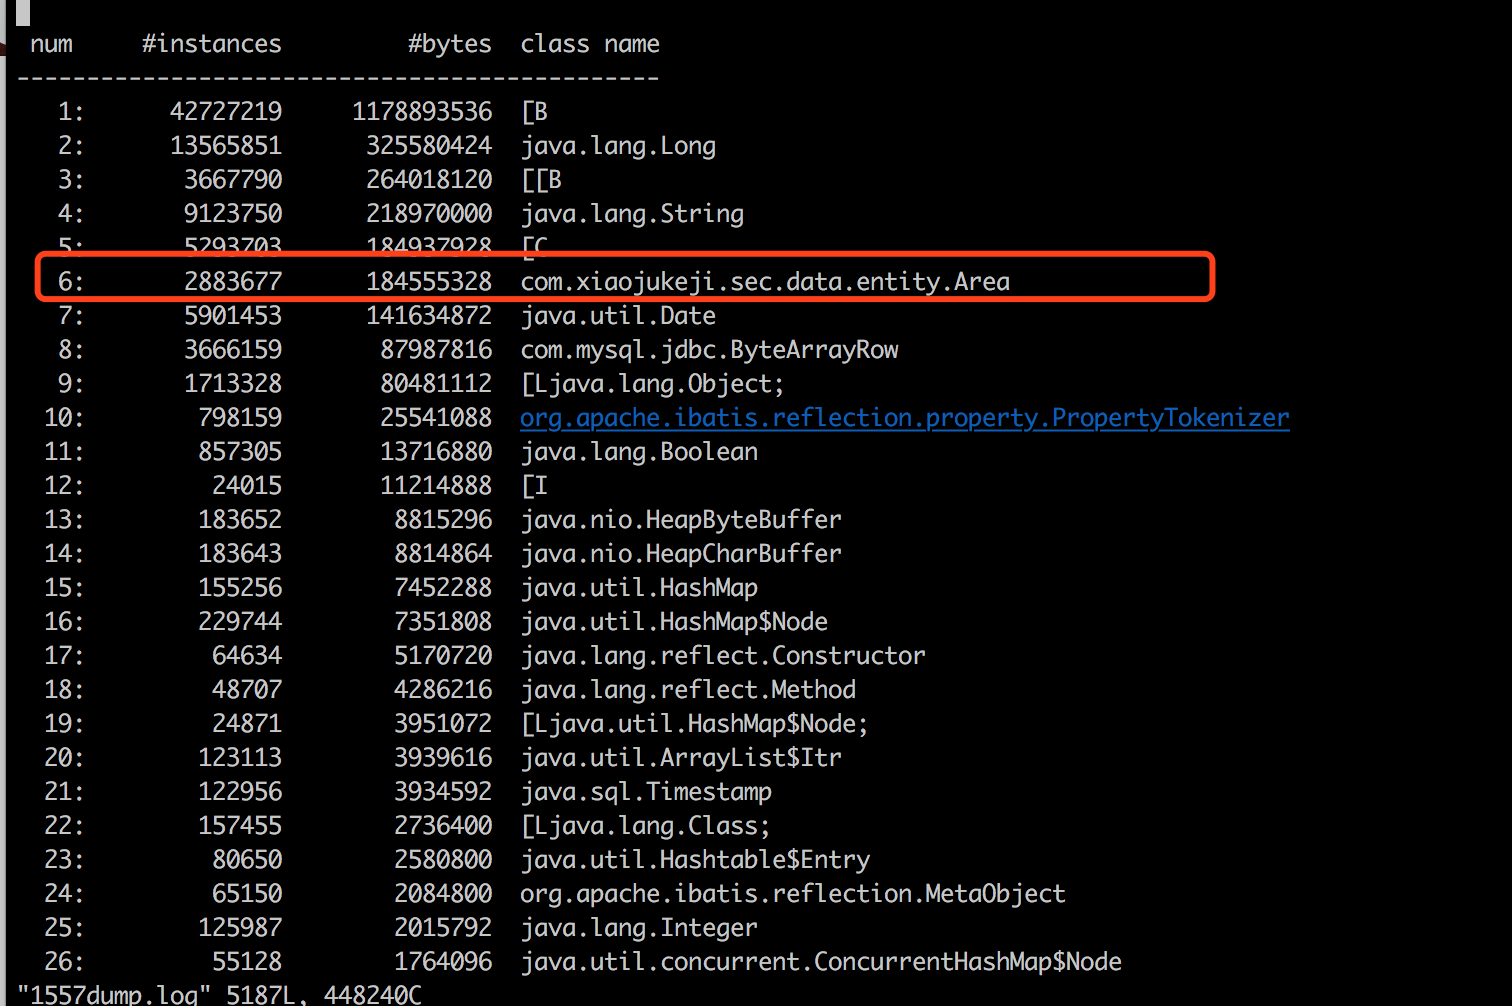 num #instances #bytes class name
----------------------------------------------
1: 42727219 1178893536 [B
2: 13565851 325580424 java.lang.Long
3: 3667790 264018120 [[B
4: 9123750 218970000 java.lang.String
5: 5293703 184937928 [C
6: 2883677 184555328 com.xiaojukeji.sec.data.entity.Area
7: 5901453 141634872 java.util.Date
8: 3666159 87987816 com.mysql.jdbc.ByteArrayRow
9: 1713328 80481112 [Ljava.lang.Object;
10: 798159 25541088 org.apache.ibatis.reflection.property.PropertyTokenizer
11: 857305 13716880 java.lang.Boolean
12: 24015 11214888 [I
13: 183652 8815296 java.nio.HeapByteBuffer
14: 183643 8814864 java.nio.HeapCharBuffer
15: 155256 7452288 java.util.HashMap
16: 229744 7351808 java.util.HashMap$Node
17: 64634 5170720 java.lang.reflect.Constructor
18: 48707 4286216 java.lang.reflect.Method
19: 24871 3951072 [Ljava.util.HashMap$Node;
20: 123113 3939616 java.util.ArrayList$Itr
21: 122956 3934592 java.sql.Timestamp
22: 157455 2736400 [Ljava.lang.Class;
23: 80650 2580800 java.util.Hashtable$Entry
24: 65150 2084800 org.apache.ibatis.reflection.MetaObject
25: 125987 2015792 java.lang.Integer
26: 55128 1764096 java.util.concurrent.ConcurrentHashMap$Node
"1557dump.log" 5187L, 448240C